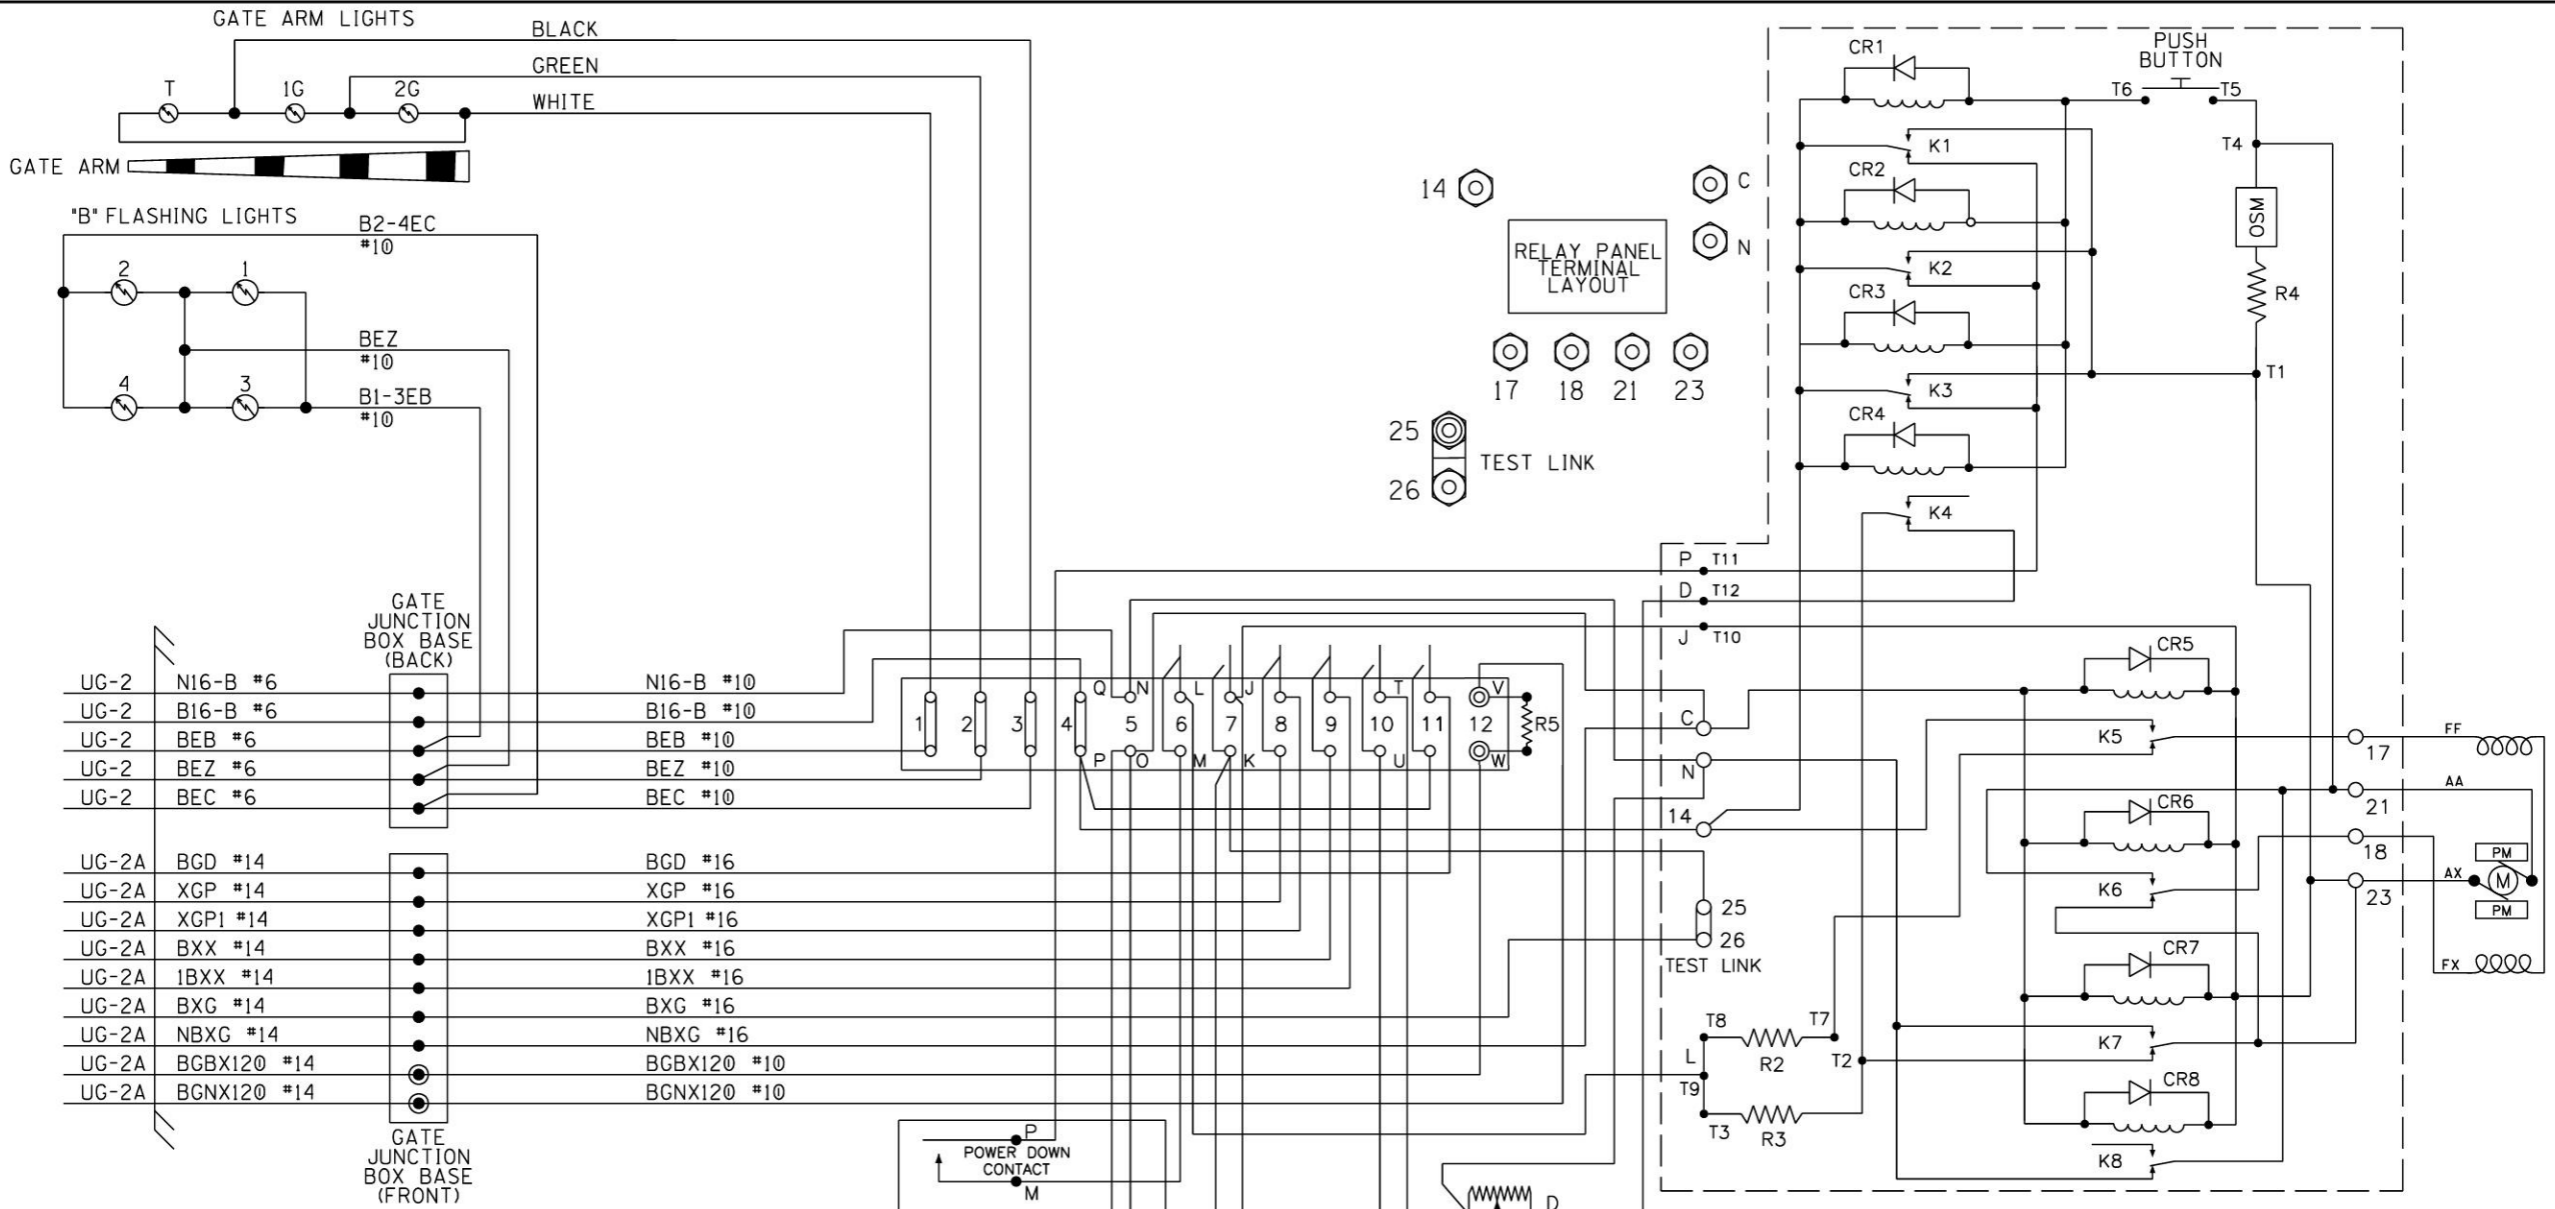 GATE ARM LIGHTS
BLACK
GREEN
WHITE
T
1G
2G
GATE ARM
"B" FLASHING LIGHTS
B2-4EC
#10
2
1
BEZ
#10
4
3
B1-3EB
#10
14
C
N
RELAY PANEL
TERMINAL
LAYOUT
17
18
21
23
25
26
TEST LINK
PUSH
BUTTON
CR1
T6
T5
K1
T4
CR2
OSM
K2
CR3
R4
K3
T1
CR4
K4
P T11
D T12
J T10
GATE
JUNCTION
BOX BASE
(BACK)
UG-2 N16-B #6 N16-B #10
UG-2 B16-B #6 B16-B #10
UG-2 BEB #6 BEB #10
UG-2 BEZ #6 BEZ #10
UG-2 BEC #6 BEC #10
Q N L J T V
1 2 3 4 5 6 7 8 9 10 11 12 R5
P O M K U W
C
N
14
CR5
K5
17
FF
21
AA
CR6
18
K6
23
AX
PM
M
PM
FX
25
26
TEST LINK
CR7
K7
CR8
K8
T8
T7
R2
L
T9
T2
T3
R3
UG-2A BGD #14 BGD #16
UG-2A XGP #14 XGP #16
UG-2A XGP1 #14 XGP1 #16
UG-2A BXX #14 BXX #16
UG-2A 1BXX #14 1BXX #16
UG-2A BXG #14 BXG #16
UG-2A NBXG #14 NBXG #16
UG-2A BGBX120 #14 BGBX120 #10
UG-2A BGNX120 #14 BGNX120 #10
GATE
JUNCTION
BOX BASE
(FRONT)
P
POWER DOWN
CONTACT
M
D